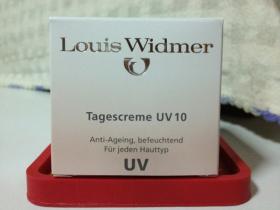 Louis Widmer
Tagescreme UV 10
Anti-Ageing, befeuchtend
Für jeden Hauttyp
UV